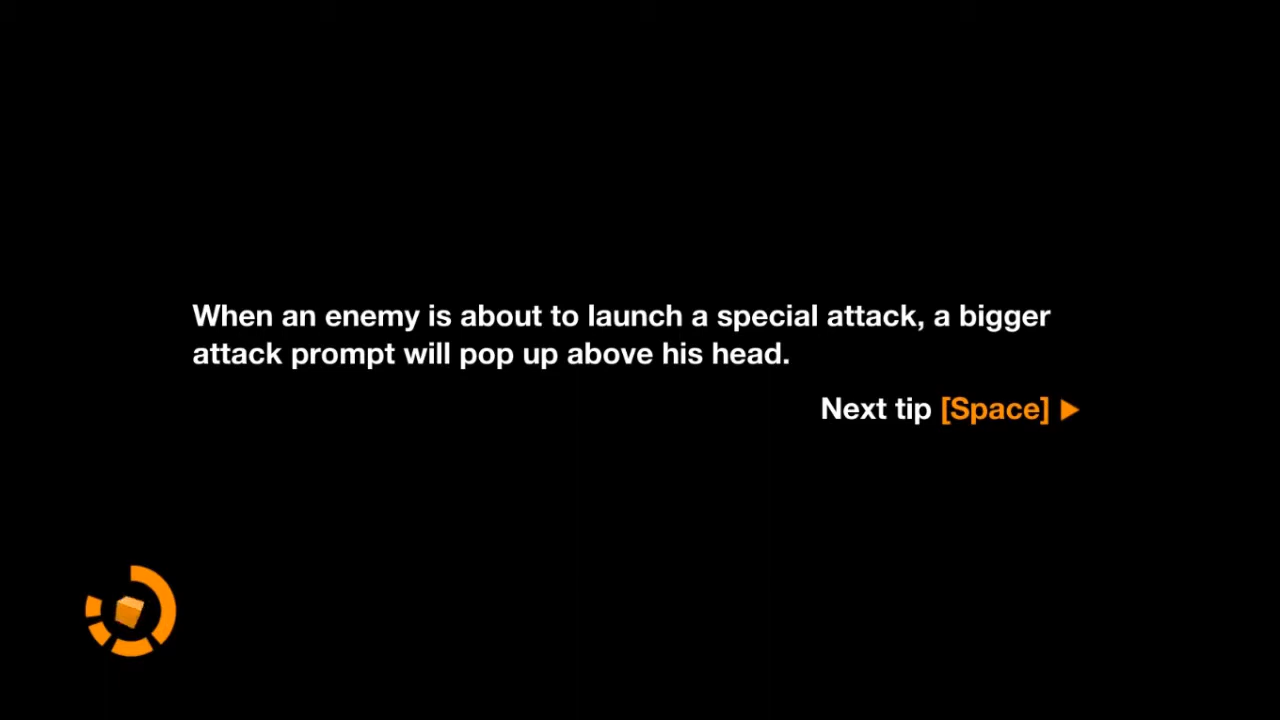 When an enemy is about to launch a special attack, a bigger
attack prompt will pop up above his head.
Next tip [Space]